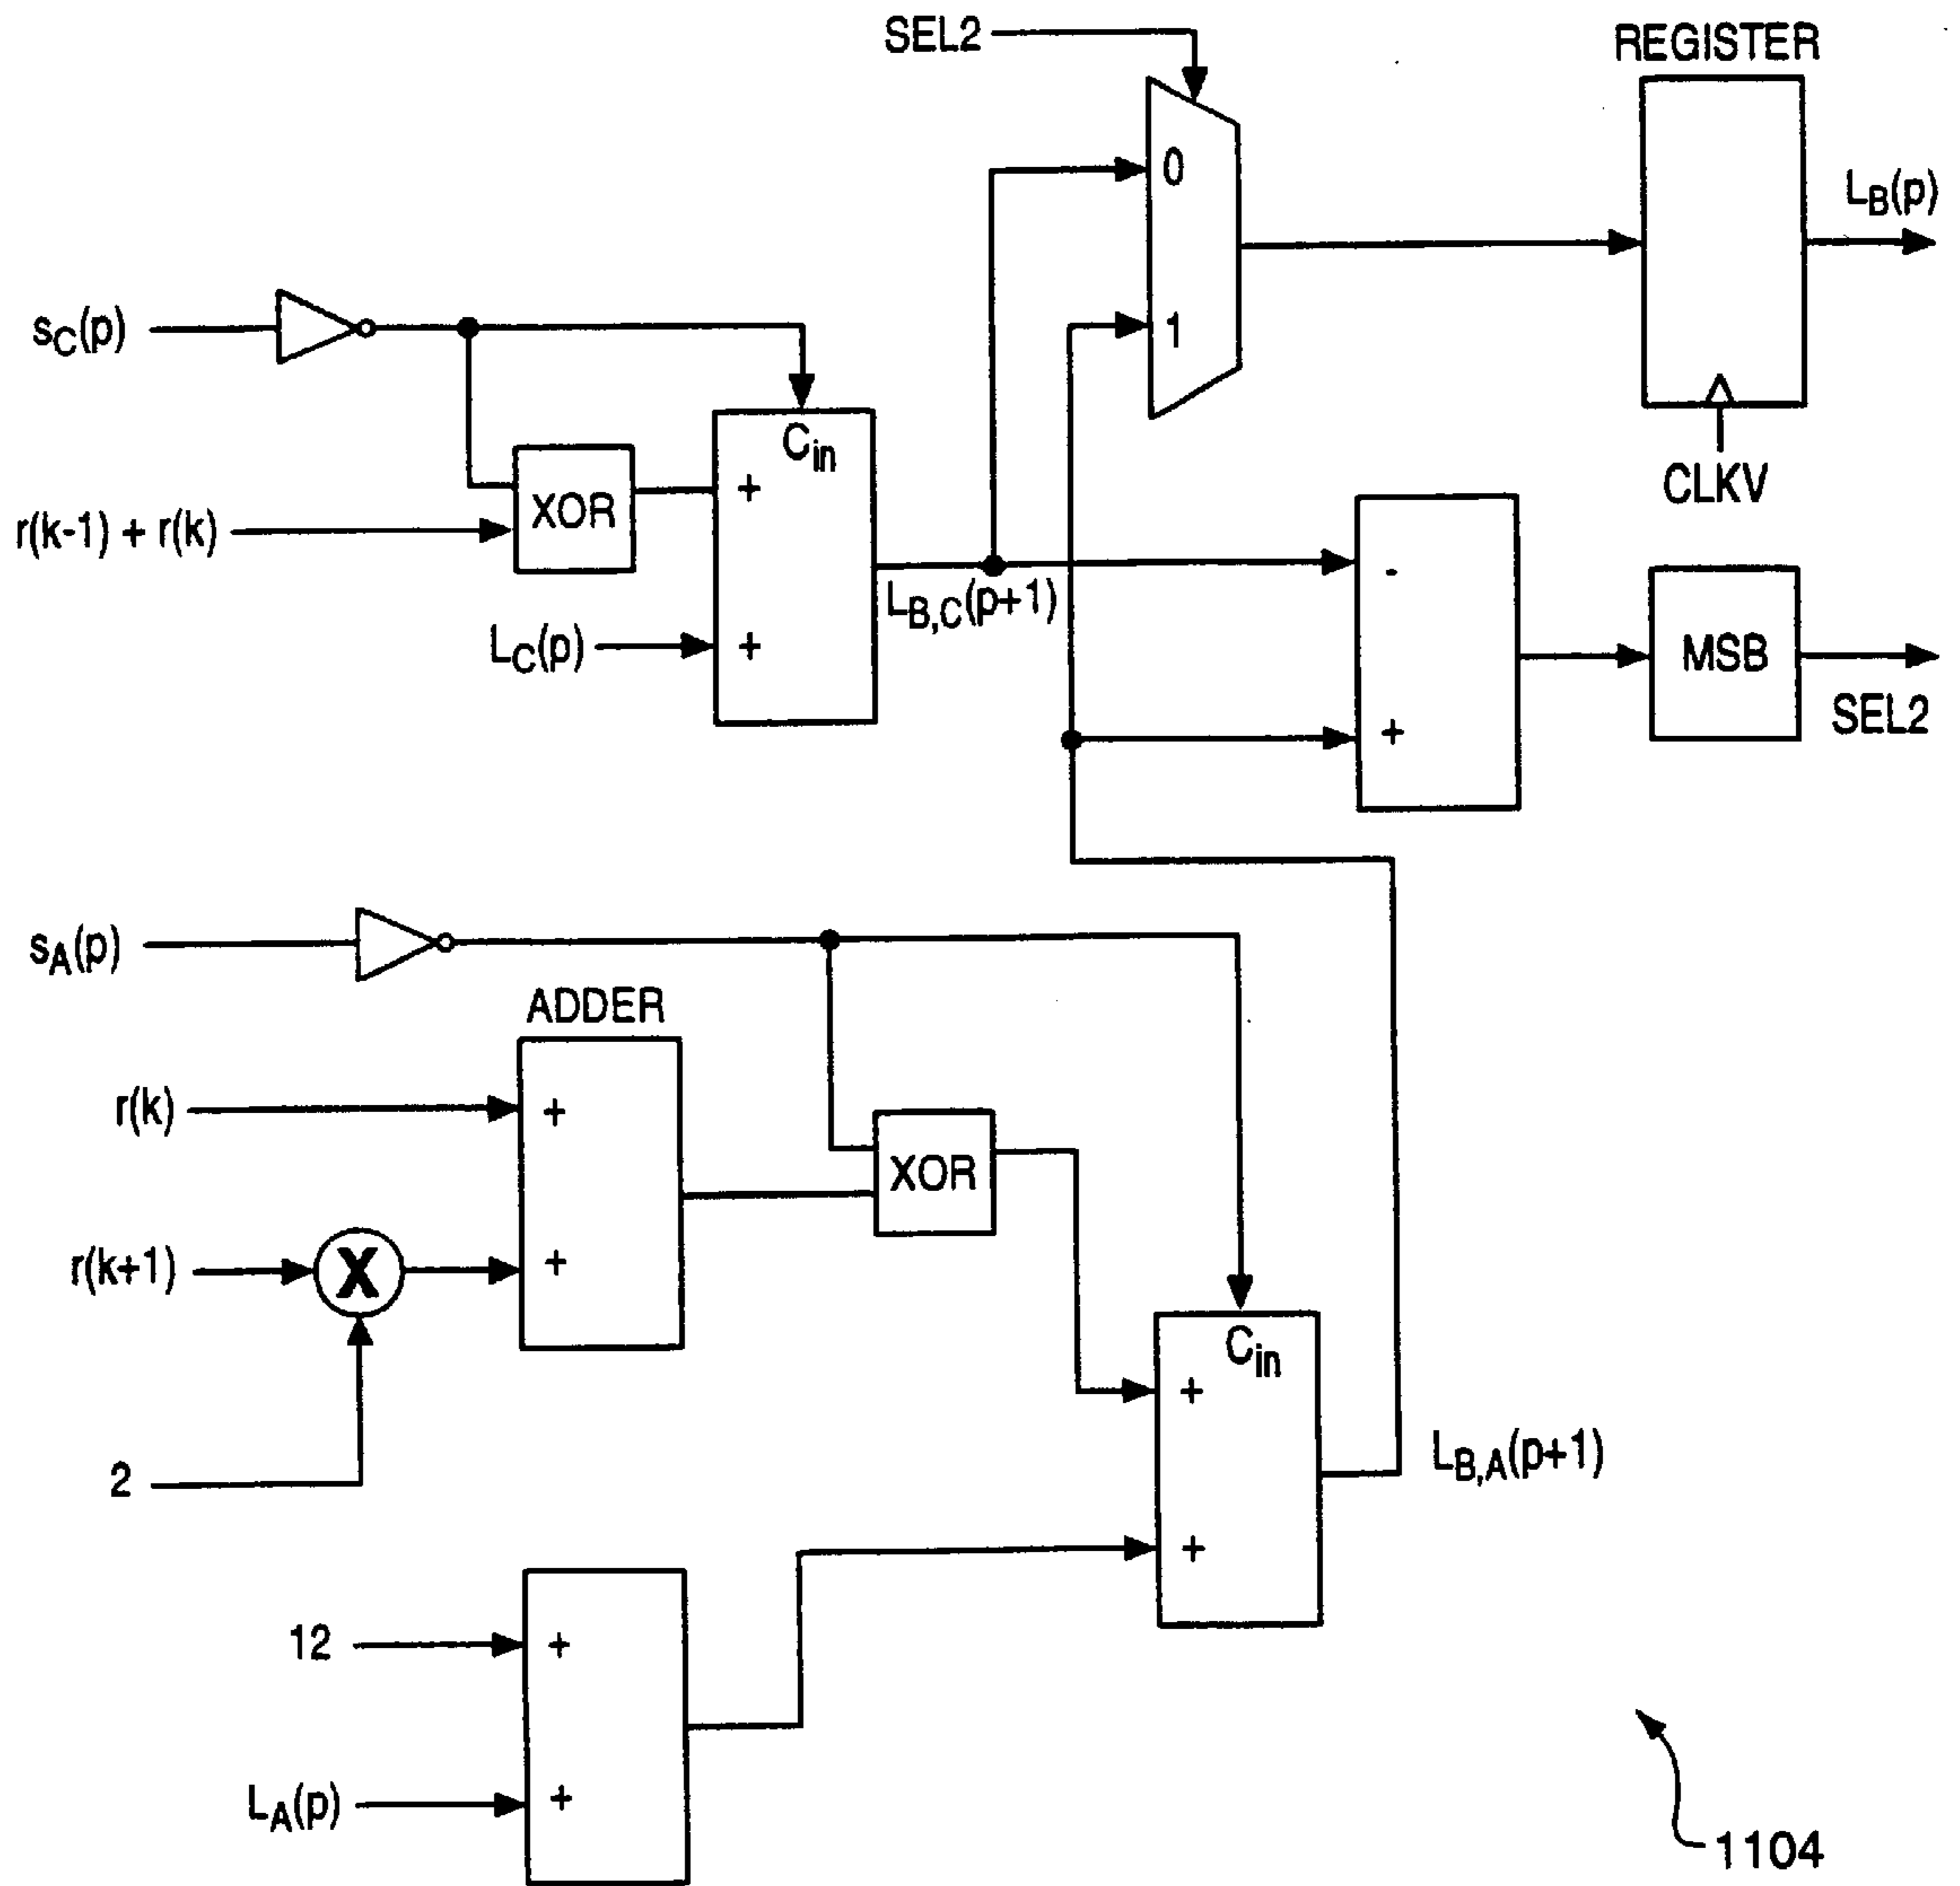 SEL2
REGISTER
0
L_B(p)
s_C(p)
1
C_in
CLKV
+
XOR
r(k-1) + r(k)
-
L_B,C(p+1)
L_C(p)
+
MSB
SEL2
+
s_A(p)
ADDER
r(k)
+
XOR
r(k+1)
X
+
C_in
+
2
L_B,A(p+1)
+
12
+
L_A(p)
+
1104